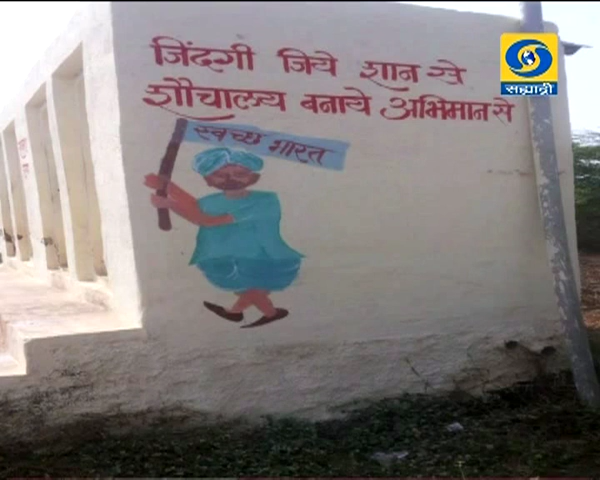 जिंदगी जिये शान से
शौचालय बनाये अभिमान से
स्वच्छ भारत
सह्याद्री